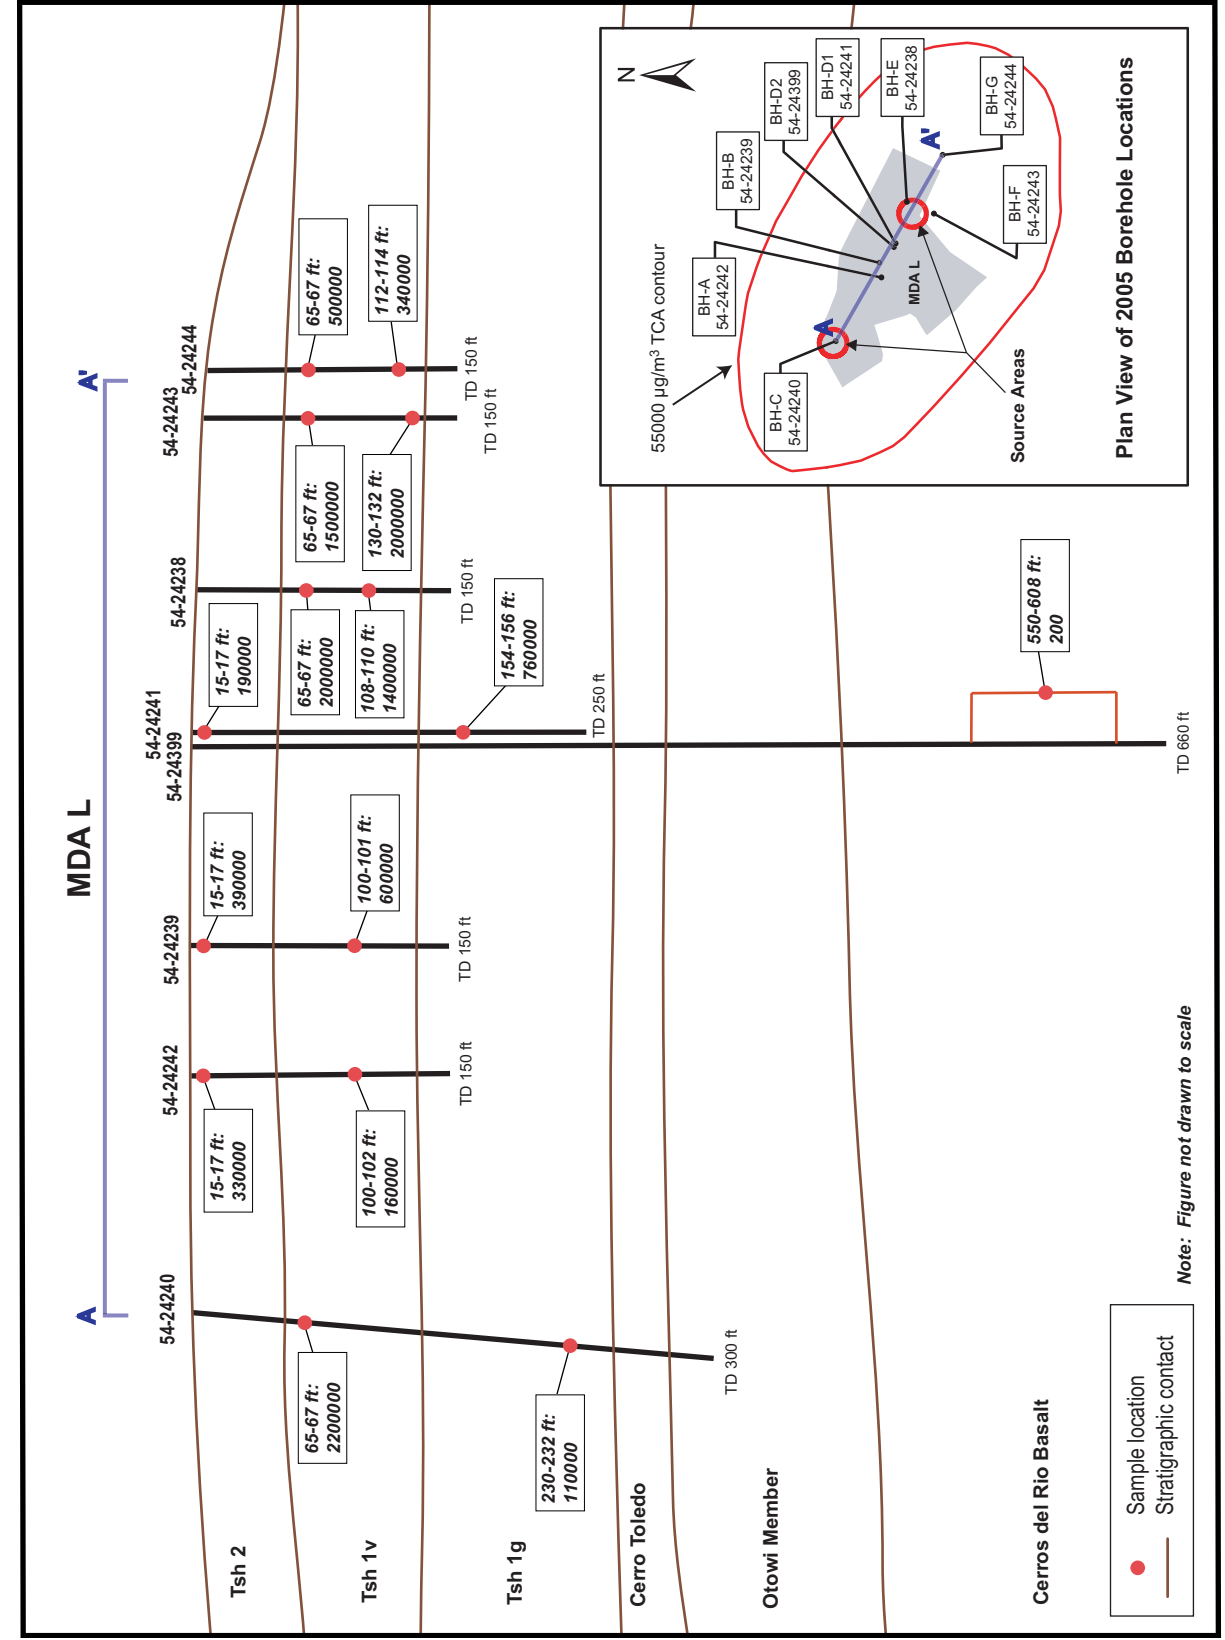 MDA L
A
A'
54-24240
54-24242
54-24239
54-24399
54-24241
54-24238
54-24243
54-24244
65-67 ft:
2200000
230-232 ft:
110000
TD 300 ft
15-17 ft:
330000
100-102 ft:
160000
TD 150 ft
15-17 ft:
390000
100-101 ft:
600000
TD 150 ft
15-17 ft:
190000
154-156 ft:
760000
TD 250 ft
550-608 ft:
200
TD 660 ft
65-67 ft:
2000000
108-110 ft:
1400000
TD 150 ft
65-67 ft:
1500000
130-132 ft:
2000000
TD 150 ft
65-67 ft:
500000
112-114 ft:
340000
TD 150 ft
Tsh 2
Tsh 1v
Tsh 1g
Cerro Toledo
Otowi Member
Cerros del Rio Basalt
Sample location
Stratigraphic contact
Note: Figure not drawn to scale
55000 µg/m³ TCA contour
N
BH-C
54-24240
BH-A
54-24242
BH-B
54-24239
BH-D2
54-24399
BH-D1
54-24241
BH-E
54-24238
BH-G
54-24244
BH-F
54-24243
A
A'
MDA L
Source Areas
Plan View of 2005 Borehole Locations